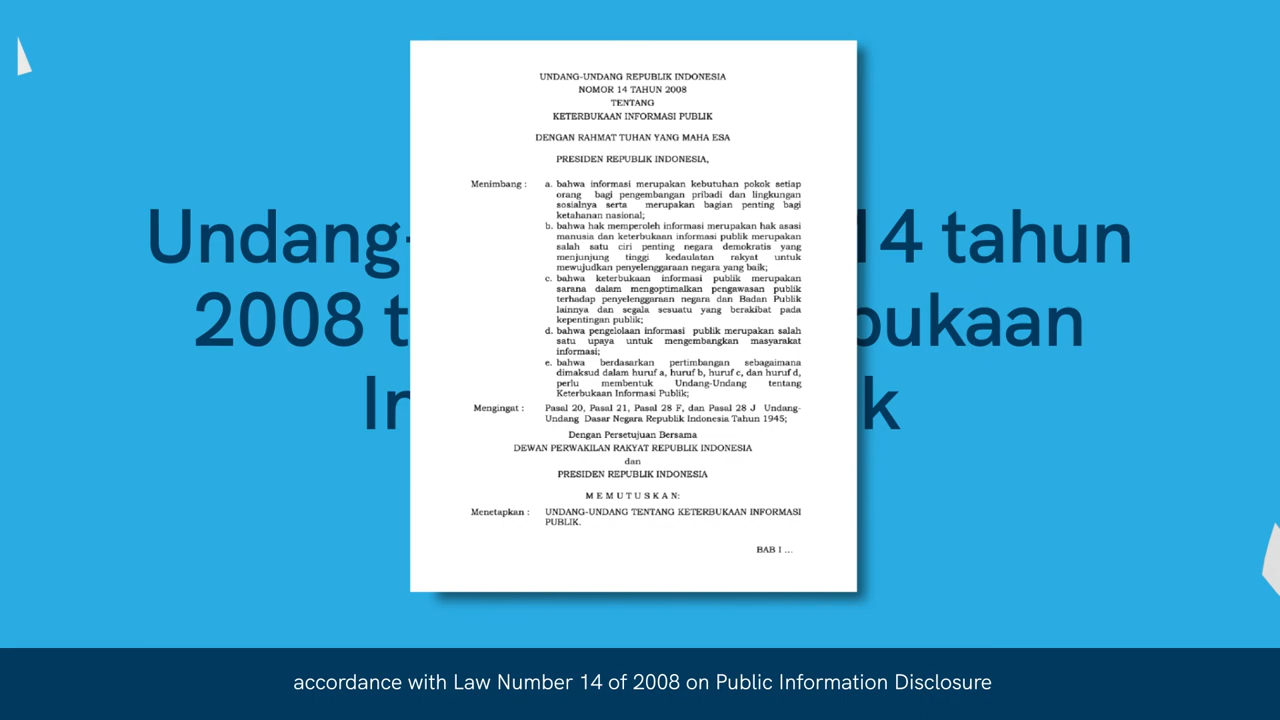 UNDANG-UNDANG REPUBLIK INDONESIA
NOMOR 14 TAHUN 2008
TENTANG
KETERBUKAAN INFORMASI PUBLIK
DENGAN RAHMAT TUHAN YANG MAHA ESA
PRESIDEN REPUBLIK INDONESIA,
Menimbang : a. bahwa informasi merupakan kebutuhan pokok setiap
orang bagi pengembangan pribadi dan lingkungan
sosialnya serta merupakan bagian penting bagi
ketahanan nasional;
b. bahwa hak memperoleh informasi merupakan hak asasi
manusia dan keterbukaan informasi publik merupakan
salah satu ciri penting negara demokratis yang
menjunjung tinggi kedaulatan rakyat untuk
mewujudkan penyelenggaraan negara yang baik;
c. bahwa keterbukaan informasi publik merupakan
sarana dalam mengoptimalkan pengawasan publik
terhadap penyelenggaraan negara dan Badan Publik
lainnya dan segala sesuatu yang berakibat pada
kepentingan publik;
d. bahwa pengelolaan informasi publik merupakan salah
satu upaya untuk mengembangkan masyarakat
informasi;
e. bahwa berdasarkan pertimbangan sebagaimana
dimaksud dalam huruf a, huruf b, huruf c, dan huruf d,
perlu membentuk Undang-Undang tentang
Keterbukaan Informasi Publik;
Mengingat : Pasal 20, Pasal 21, Pasal 28 F, dan Pasal 28 J Undang-
Undang Dasar Negara Republik Indonesia Tahun 1945;
Dengan Persetujuan Bersama
DEWAN PERWAKILAN RAKYAT REPUBLIK INDONESIA
dan
PRESIDEN REPUBLIK INDONESIA
M E M U T U S K A N:
Menetapkan : UNDANG-UNDANG TENTANG KETERBUKAAN INFORMASI
PUBLIK.
BAB I ...
Undang- 14 tahun
2008
accordance with Law Number 14 of 2008 on Public Information Disclosure